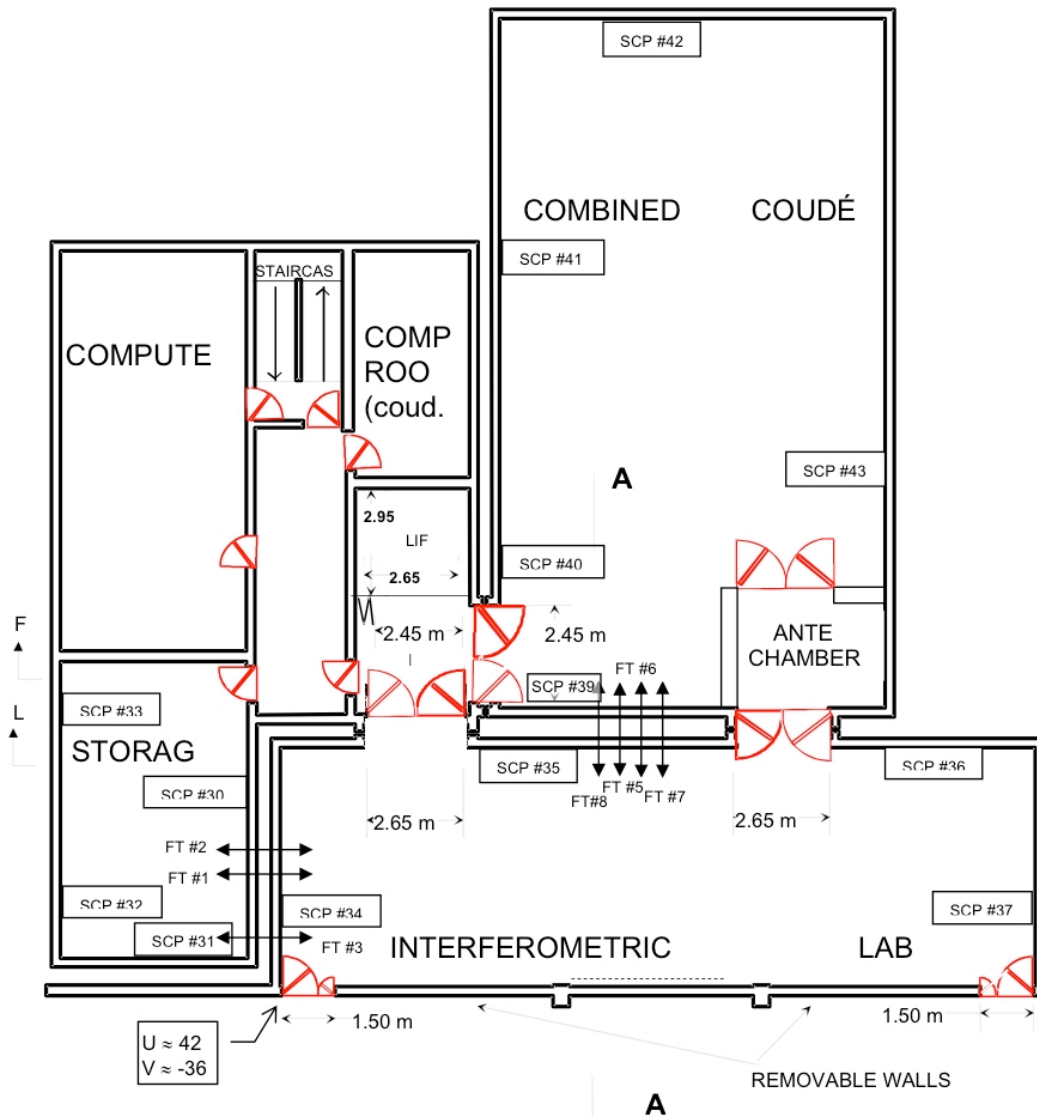 SCP #42
COMBINED COUDÉ
SCP #41
STAIRCAS
COMPUTE
COMP
ROO
(coud.
SCP #43
A
2.95
LIF
2.65
SCP #40
2.45 m
2.45 m
ANTE
CHAMBER
F
L
FT #6
SCP #39
SCP #33
STORAG
SCP #30
SCP #35
SCP #36
FT#8
FT #5
FT #7
2.65 m
2.65 m
FT #2
FT #1
SCP #32
SCP #34
SCP #37
SCP #31
FT #3
INTERFEROMETRIC LAB
1.50 m
1.50 m
U ≈ 42
V ≈ -36
REMOVABLE WALLS
A